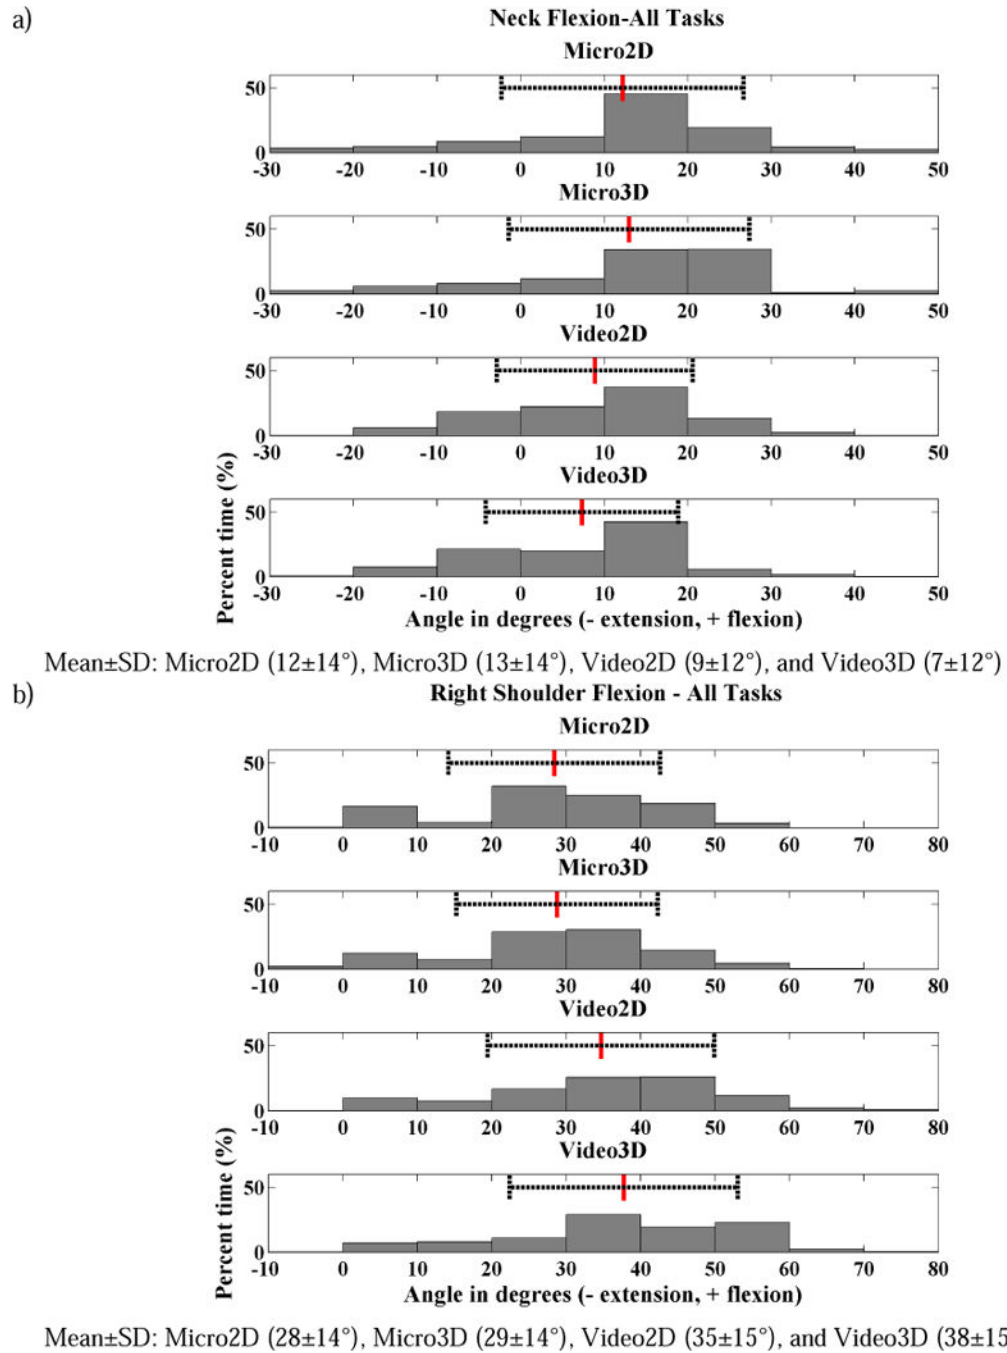 a)
Neck Flexion-All Tasks
Micro2D
50
0
-30 -20 -10 0 10 20 30 40 50
Micro3D
50
0
-30 -20 -10 0 10 20 30 40 50
Video2D
50
0
-30 -20 -10 0 10 20 30 40 50
Video3D
50
0
-30 -20 -10 0 10 20 30 40 50
Percent time (%)
Angle in degrees (- extension, + flexion)
Mean±SD: Micro2D (12±14°), Micro3D (13±14°), Video2D (9±12°), and Video3D (7±12°)
b)
Right Shoulder Flexion - All Tasks
Micro2D
50
0
-10 0 10 20 30 40 50 60 70 80
Micro3D
50
0
-10 0 10 20 30 40 50 60 70 80
Video2D
50
0
-10 0 10 20 30 40 50 60 70 80
Video3D
50
0
-10 0 10 20 30 40 50 60 70 80
Percent time (%)
Angle in degrees (- extension, + flexion)
Mean±SD: Micro2D (28±14°), Micro3D (29±14°), Video2D (35±15°), and Video3D (38±15